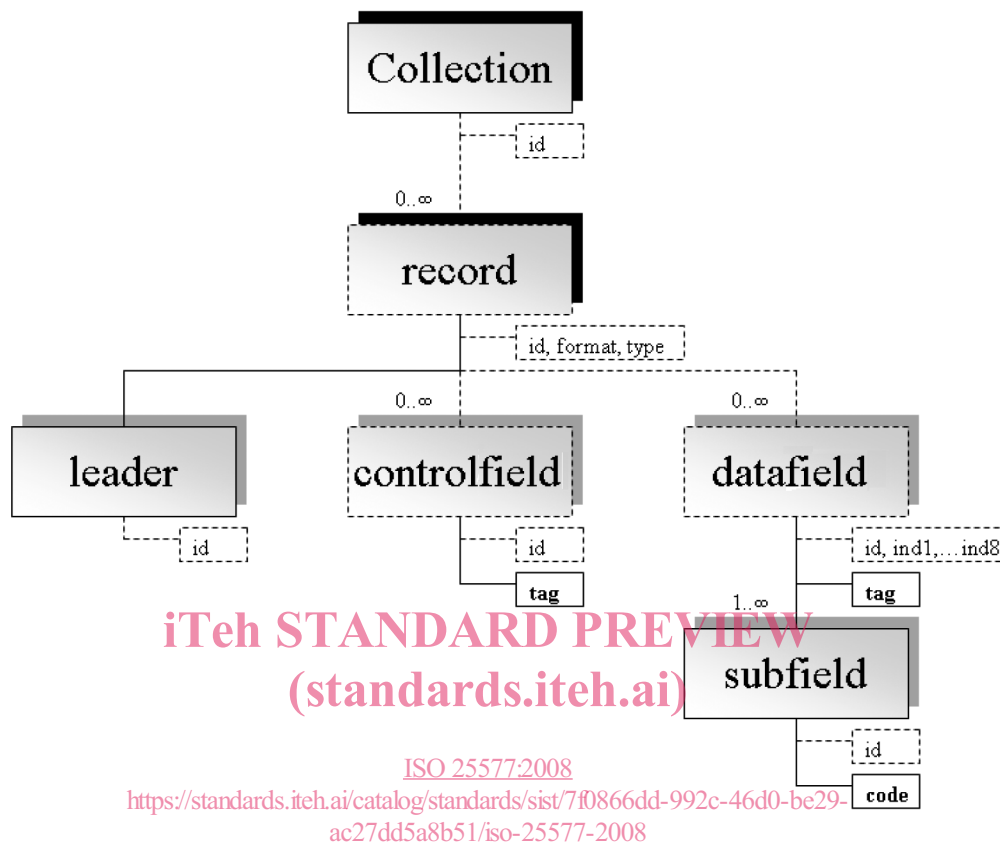 Collection
id
0..∞
record
id, format, type
0..∞
0..∞
leader
controlfield
datafield
id
id
id, ind1,...ind8
tag
tag
iTeh STANDARD PREVIEW
1..∞
subfield
(standards.iteh.ai)
id
ISO 25577:2008
https://standards.iteh.ai/catalog/standards/sist/7f0866dd-992c-46d0-be29-
code
ac27dd5a8b51/iso-25577-2008